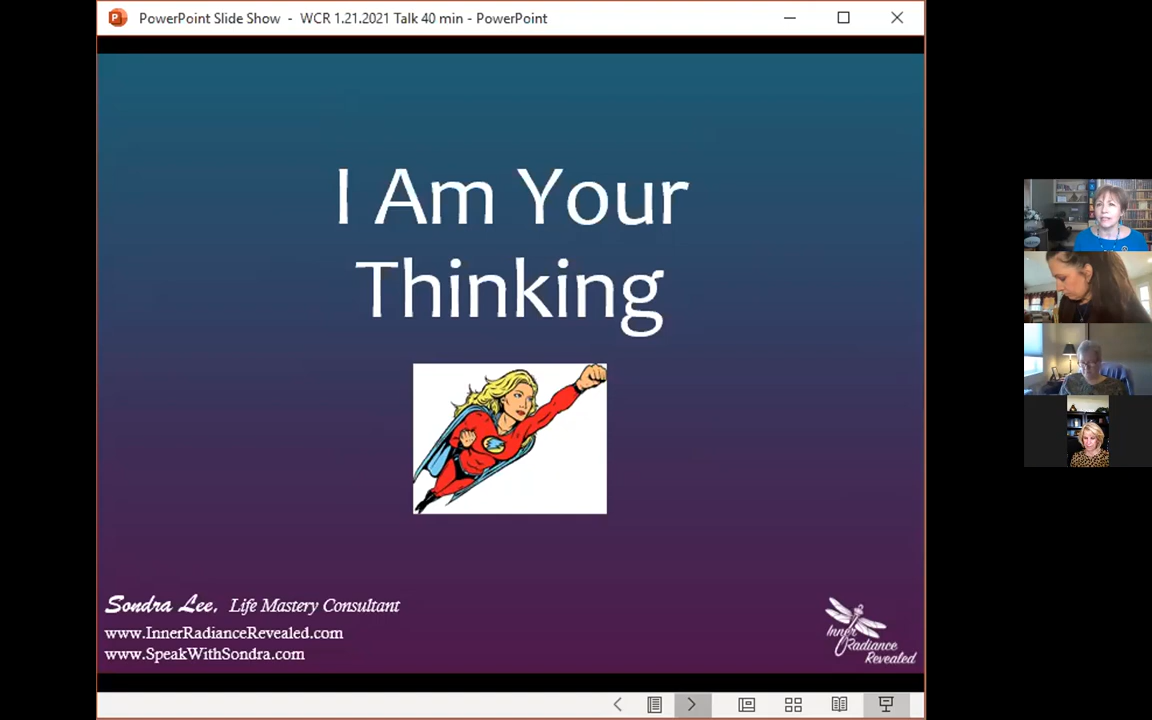 PowerPoint Slide Show - WCR 1.21.2021 Talk 40 min - PowerPoint
I Am Your
Thinking
Sondra Lee, Life Mastery Consultant
www.InnerRadianceRevealed.com
www.SpeakWithSondra.com
Inner
Radiance
Revealed